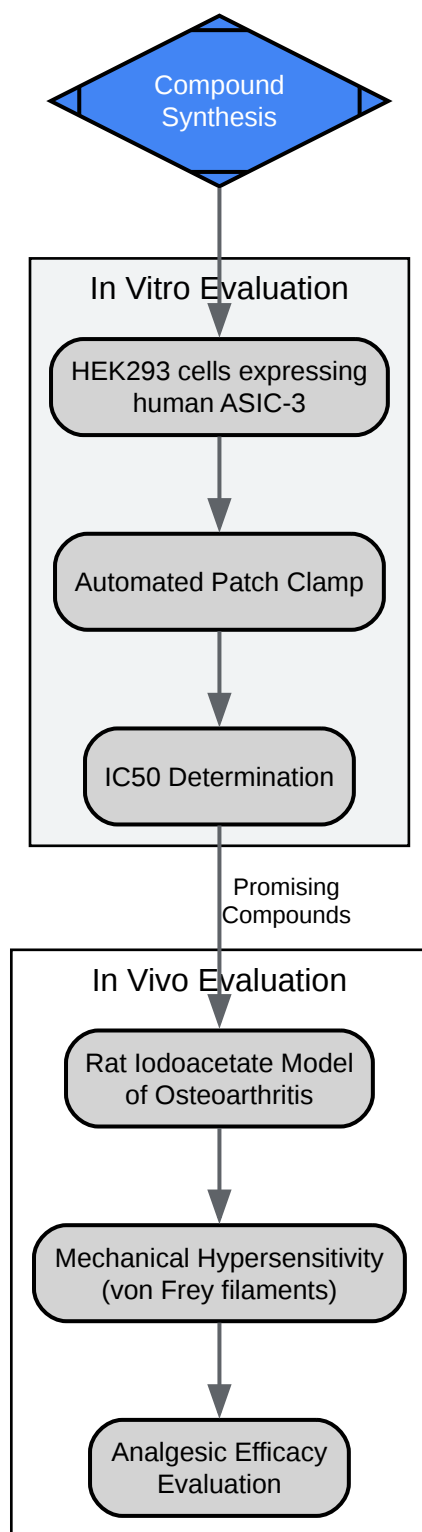 Compound
Synthesis
In Vitro Evaluation
HEK293 cells expressing
human ASIC-3
Automated Patch Clamp
IC50 Determination
Promising
Compounds
In Vivo Evaluation
Rat Iodoacetate Model
of Osteoarthritis
Mechanical Hypersensitivity
(von Frey filaments)
Analgesic Efficacy
Evaluation